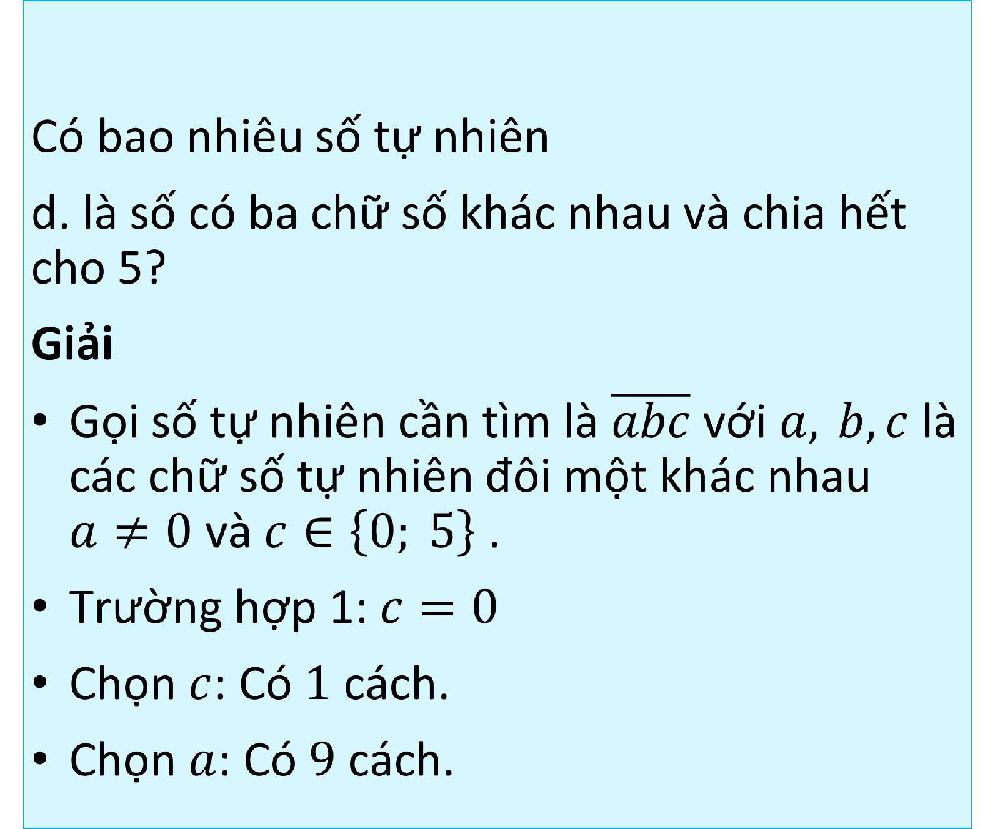 Có bao nhiêu số tự nhiên
d. là số có ba chữ số khác nhau và chia hết
cho 5?
Giải
• Gọi số tự nhiên cần tìm là \overline{abc} với a, b, c là
các chữ số tự nhiên đôi một khác nhau
a ≠ 0 và c ∈ {0; 5} .
• Trường hợp 1: c = 0
• Chọn c: Có 1 cách.
• Chọn a: Có 9 cách.